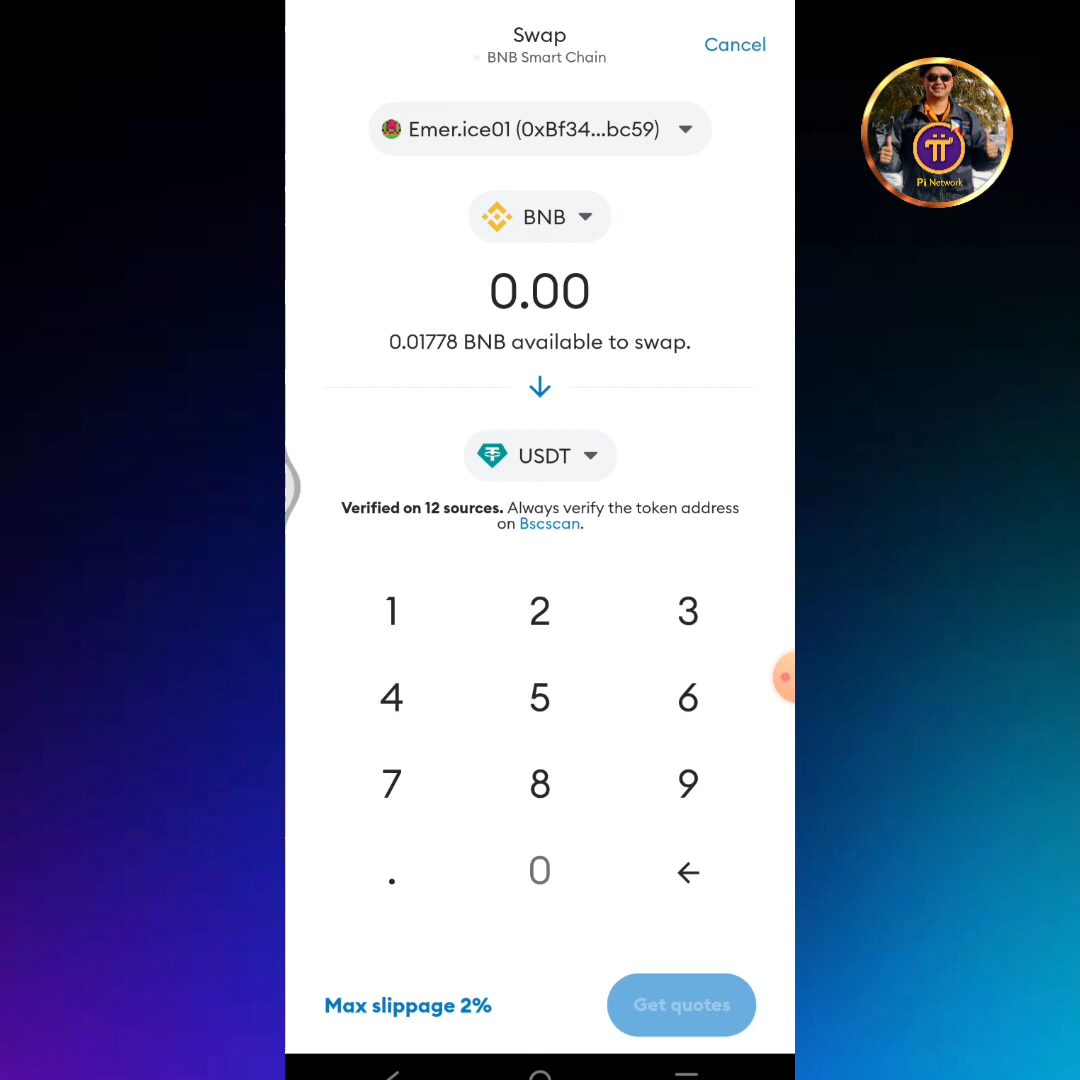 Swap
BNB Smart Chain
Cancel
Emer.ice01 (0xBf34...bc59)
BNB
0.00
0.01778 BNB available to swap.
USDT
Verified on 12 sources. Always verify the token address
on Bscscan.
1 2 3
4 5 6
7 8 9
. 0
Max slippage 2%
Get quotes
Pi Network